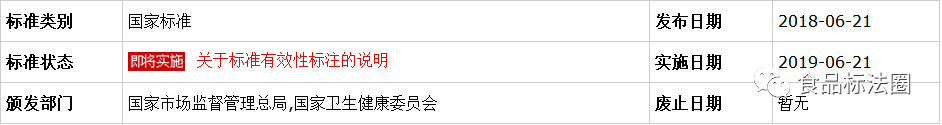 标准类别 国家标准 发布日期 2018-06-21
标准状态 即将实施 关于标准有效性标注的说明 实施日期 2019-06-21
颁发部门 国家市场监督管理总局,国家卫生健康委员会 废止日期 暂无
食品标法圈